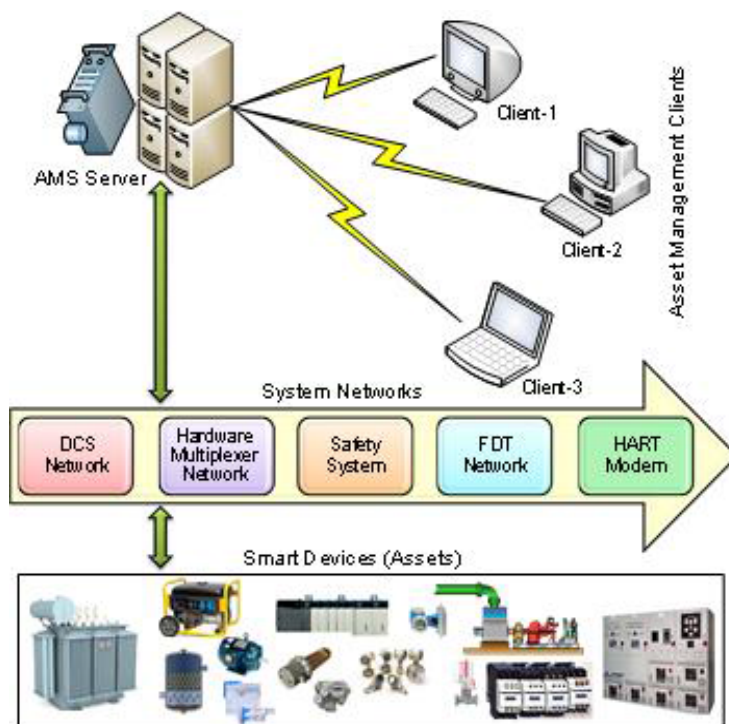 Client-1
AMS Server
Client-2
Asset Management Clients
Client-3
System Networks
DCS
Network
Hardware
Multiplexer
Network
Safety
System
FDT
Network
HART
Modern
Smart Devices (Assets)